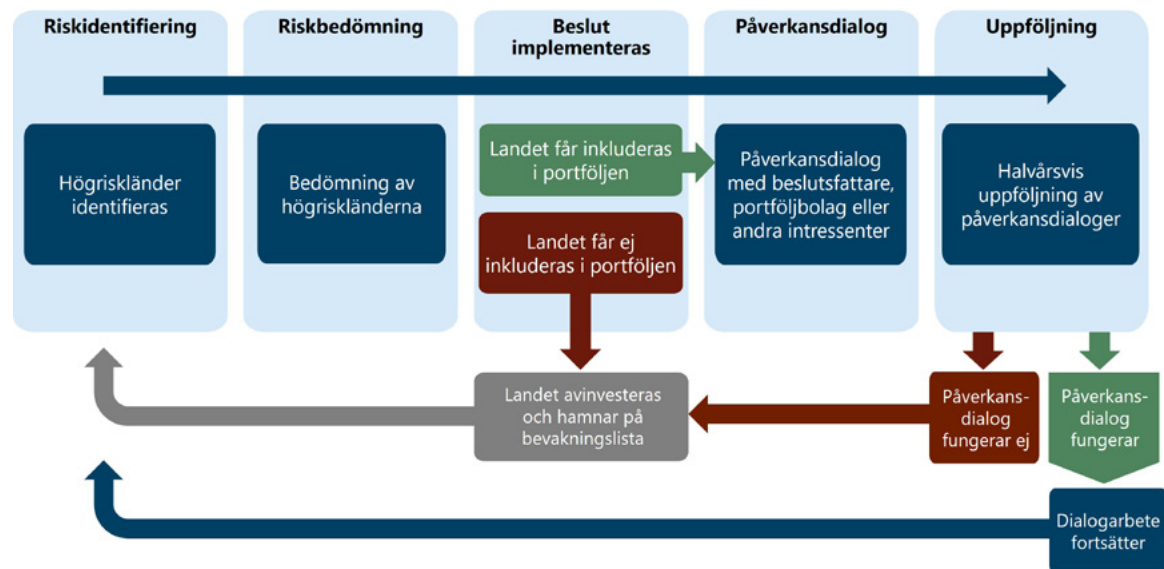 Riskidentifiering
Riskbedömning
Beslut
implementeras
Påverkansdialog
Uppföljning
Högriskländer
identifieras
Bedömning av
högriskländerna
Landet får inkluderas
i portföljen
Landet får ej
inkluderas i portföljen
Påverkansdialog
med beslutsfattare,
portföljbolag eller
andra intressenter
Halvårsvis
uppföljning av
påverkansdialoger
Landet avinvesteras
och hamnar på
bevakningslista
Påverkans-
dialog
fungerar ej
Påverkans-
dialog
fungerar
Dialogarbete
fortsätter